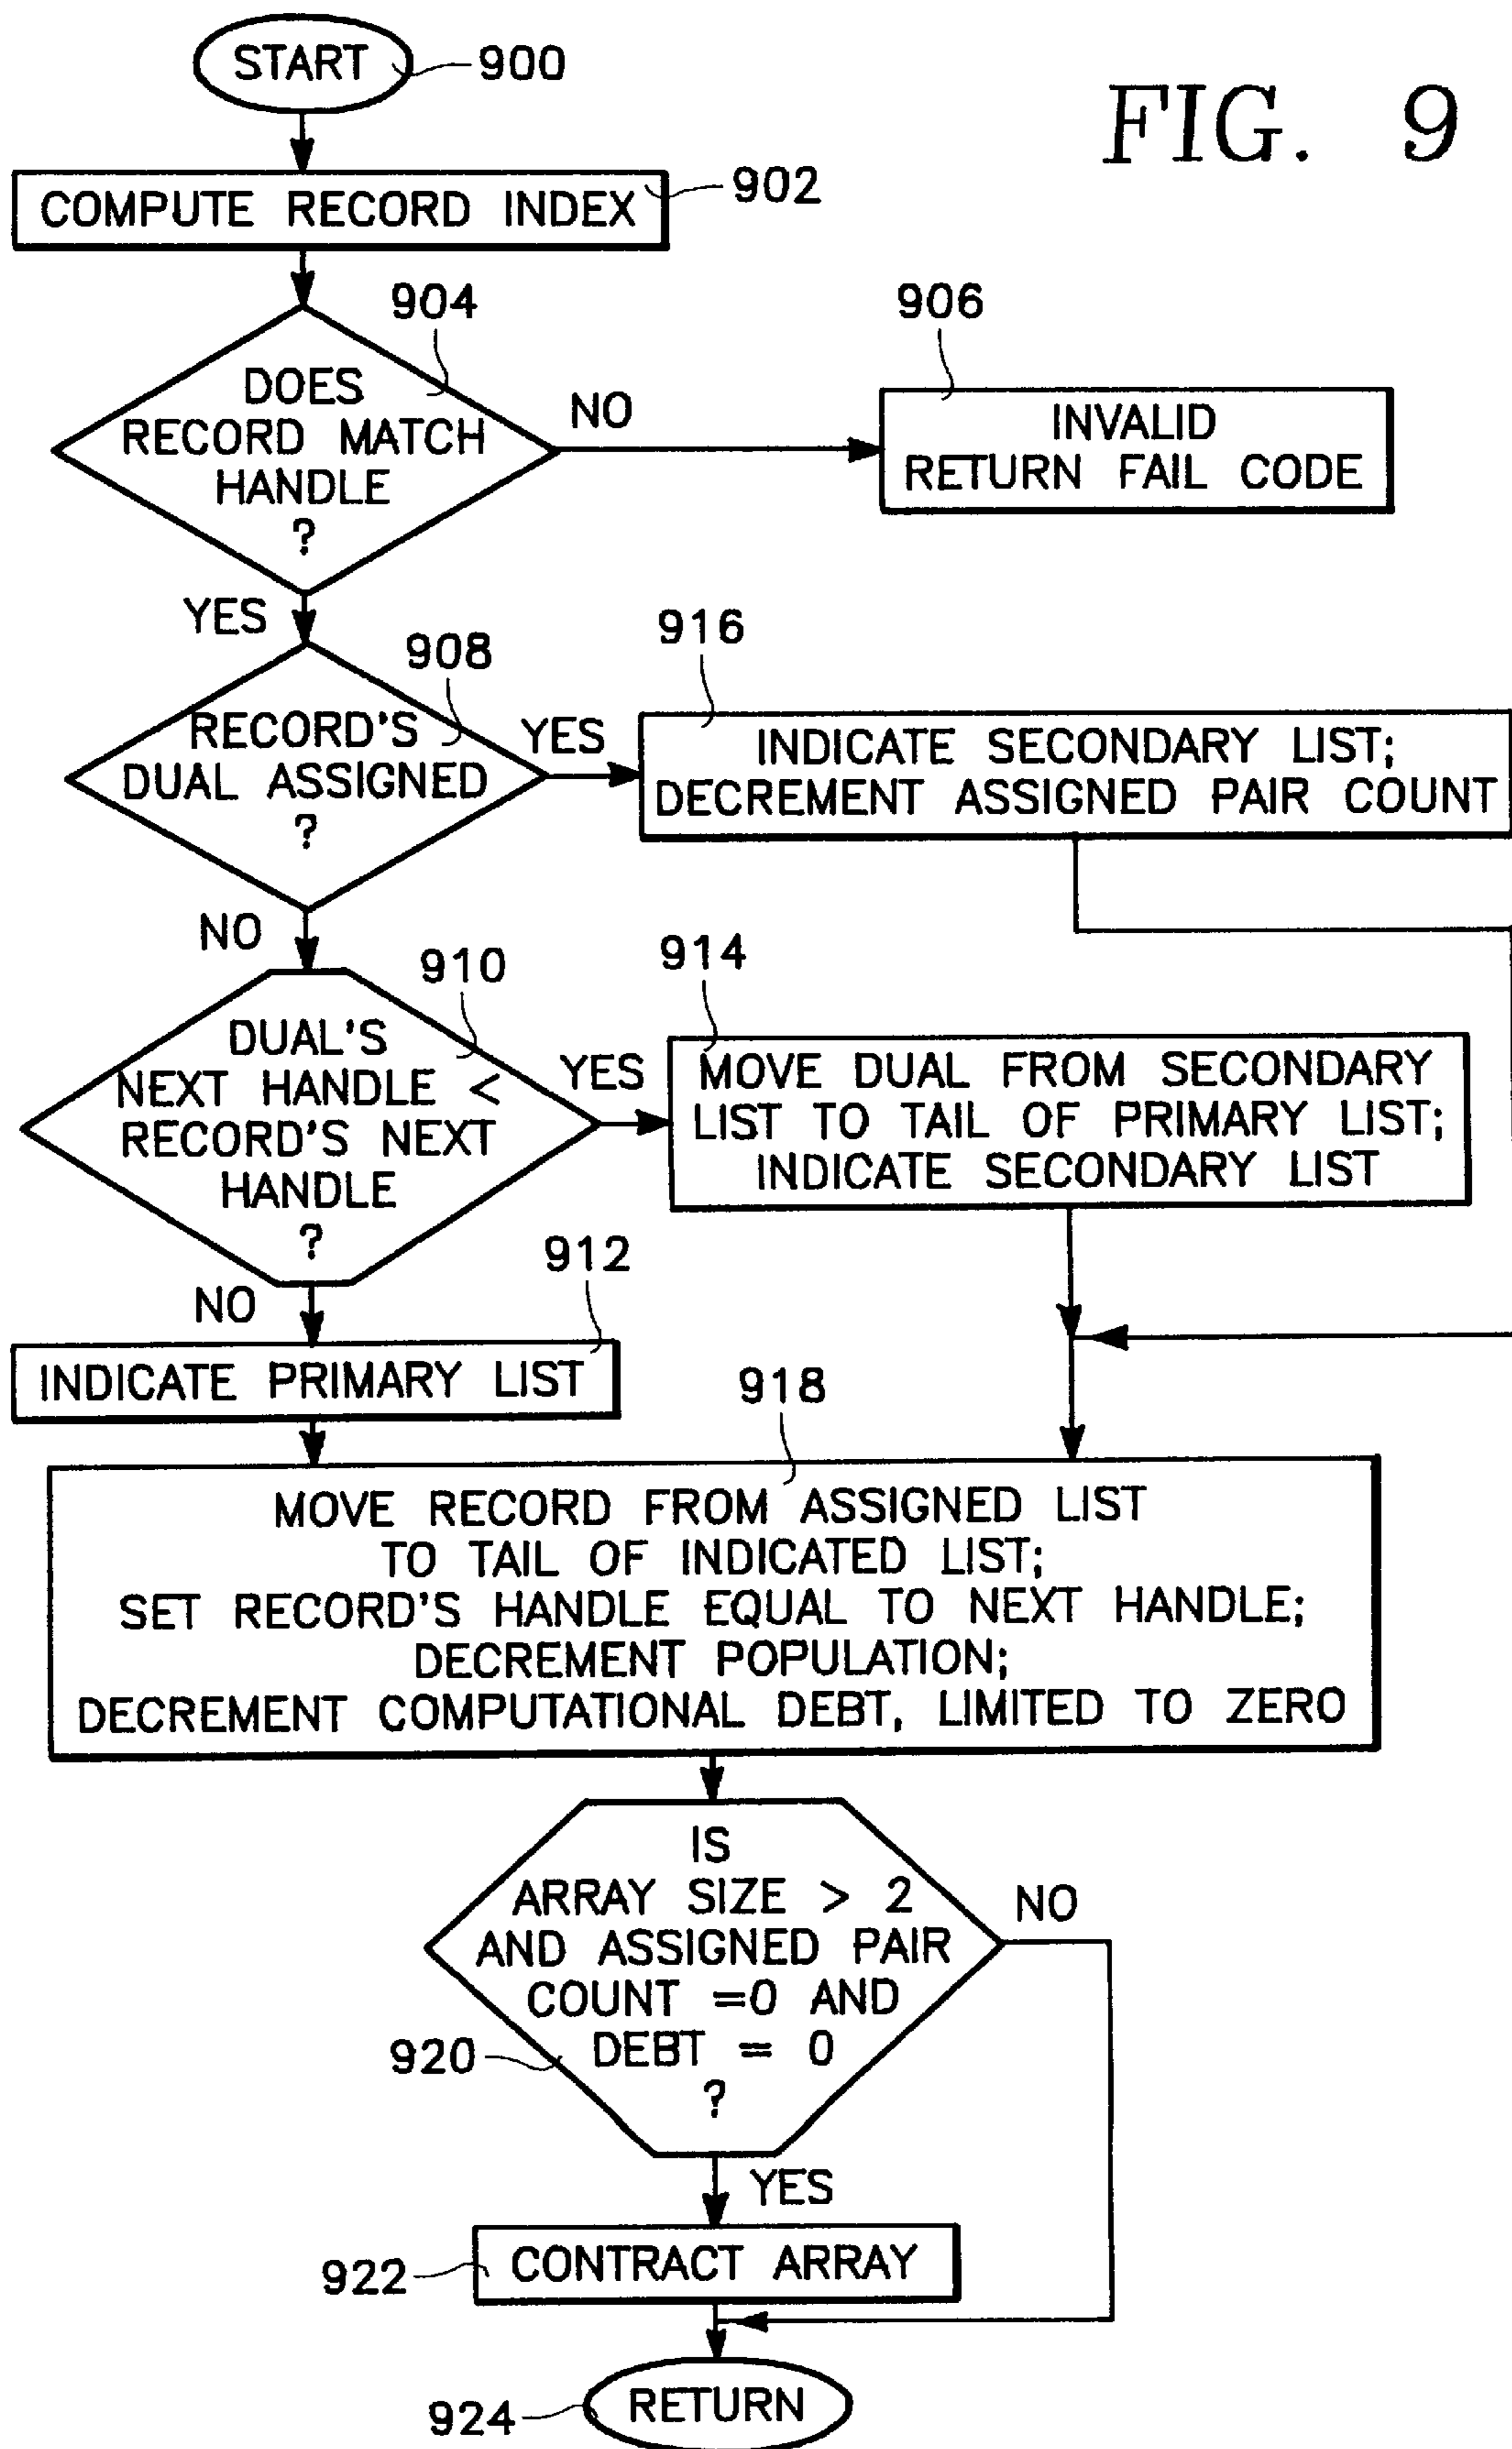 START
900
FIG. 9
COMPUTE RECORD INDEX
902
904
DOES
RECORD MATCH
HANDLE
?
NO
906
INVALID
RETURN FAIL CODE
YES
908
RECORD'S
DUAL ASSIGNED
?
YES
916
INDICATE SECONDARY LIST;
DECREMENT ASSIGNED PAIR COUNT
NO
910
DUAL'S
NEXT HANDLE <
RECORD'S NEXT
HANDLE
?
YES
914
MOVE DUAL FROM SECONDARY
LIST TO TAIL OF PRIMARY LIST;
INDICATE SECONDARY LIST
NO
912
INDICATE PRIMARY LIST
918
MOVE RECORD FROM ASSIGNED LIST
TO TAIL OF INDICATED LIST;
SET RECORD'S HANDLE EQUAL TO NEXT HANDLE;
DECREMENT POPULATION;
DECREMENT COMPUTATIONAL DEBT, LIMITED TO ZERO
IS
ARRAY SIZE > 2
AND ASSIGNED PAIR
COUNT =0 AND
DEBT = 0
?
920
NO
YES
922
CONTRACT ARRAY
924
RETURN